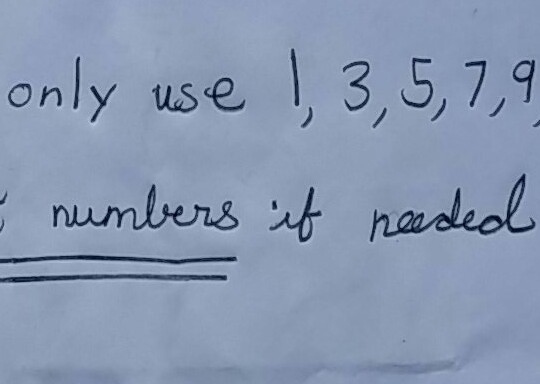 only use 1, 3, 5, 7, 9,
numbers if needed